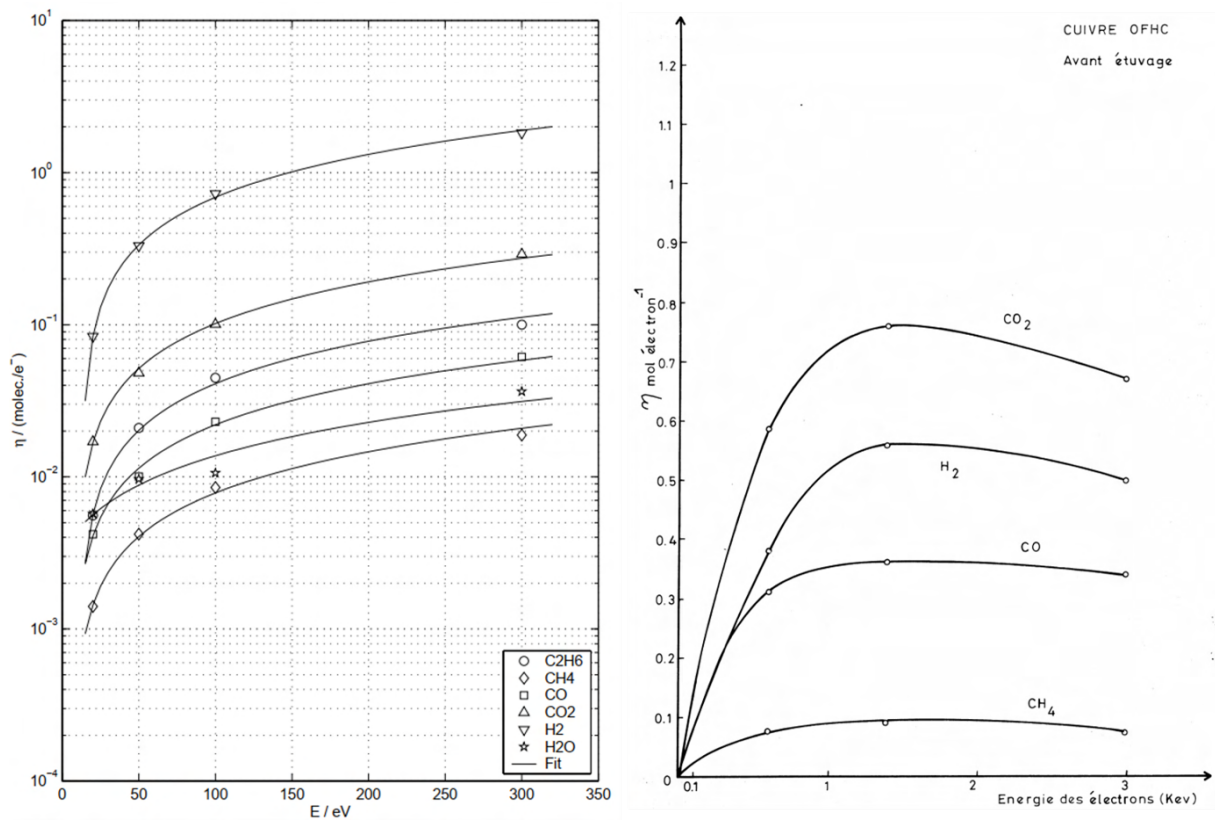 10^1
10^0
10^-1
10^-2
10^-3
10^-4
η / (molec./e⁻)
0 50 100 150 200 250 300 350
E / eV
C2H6
CH4
CO
CO2
H2
H2O
Fit
CUIVRE OFHC
Avant étuvage
1.2
1.1
1
0.9
0.8
0.7
0.6
0.5
0.4
0.3
0.2
0.1
0
η mol électron⁻¹
CO₂
H₂
CO
CH₄
0.1 1 2 3
Energie des électrons (Kev)